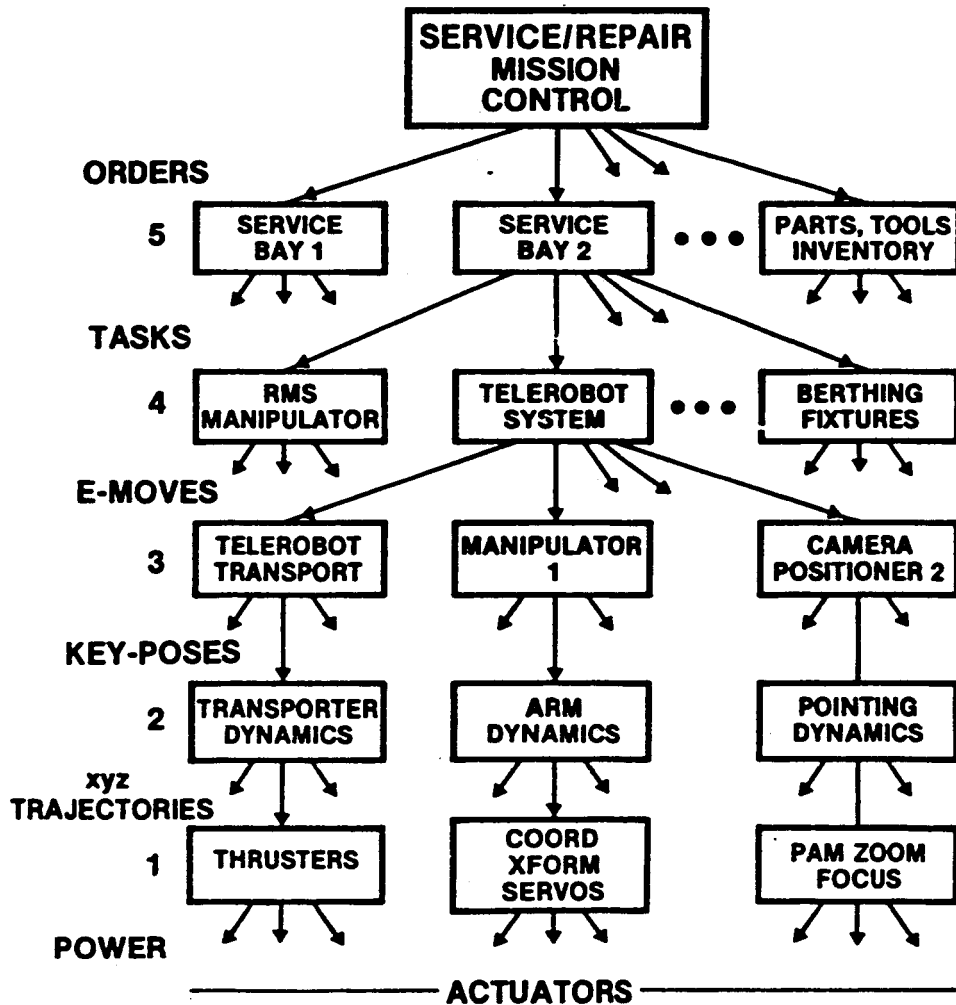 SERVICE/REPAIR
MISSION
CONTROL
ORDERS
5
SERVICE
BAY 1
SERVICE
BAY 2
PARTS, TOOLS
INVENTORY
TASKS
4
RMS
MANIPULATOR
TELEROBOT
SYSTEM
BERTHING
FIXTURES
E-MOVES
3
TELEROBOT
TRANSPORT
MANIPULATOR
1
CAMERA
POSITIONER 2
KEY-POSES
2
TRANSPORTER
DYNAMICS
ARM
DYNAMICS
POINTING
DYNAMICS
xyz
TRAJECTORIES
1
THRUSTERS
COORD
XFORM
SERVOS
PAM ZOOM
FOCUS
POWER
ACTUATORS